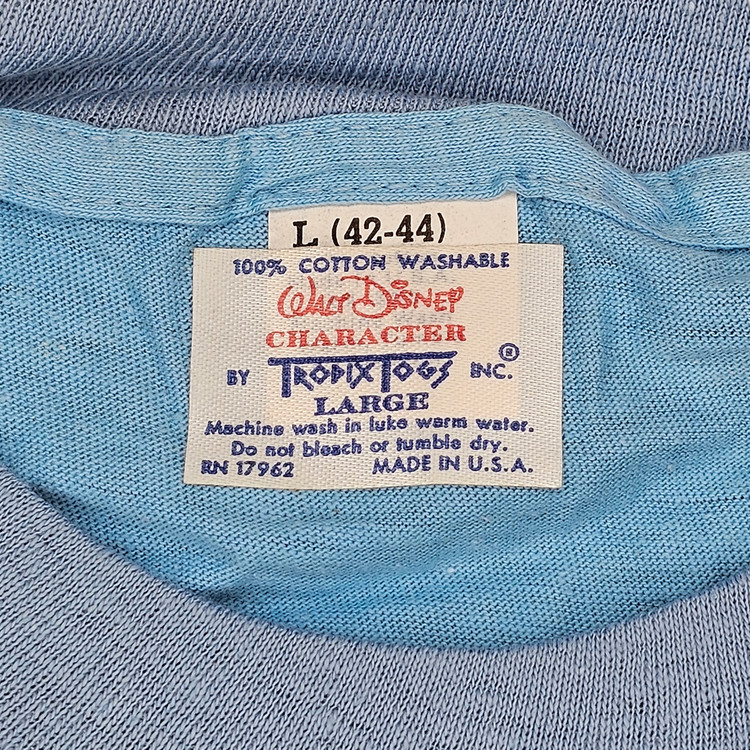 L (42-44)
100% COTTON WASHABLE
WALT DISNEY
CHARACTER
BY TROPIX TOGS INC.®
LARGE
Machine wash in luke warm water.
Do not bleach or tumble dry.
RN 17962 MADE IN U.S.A.